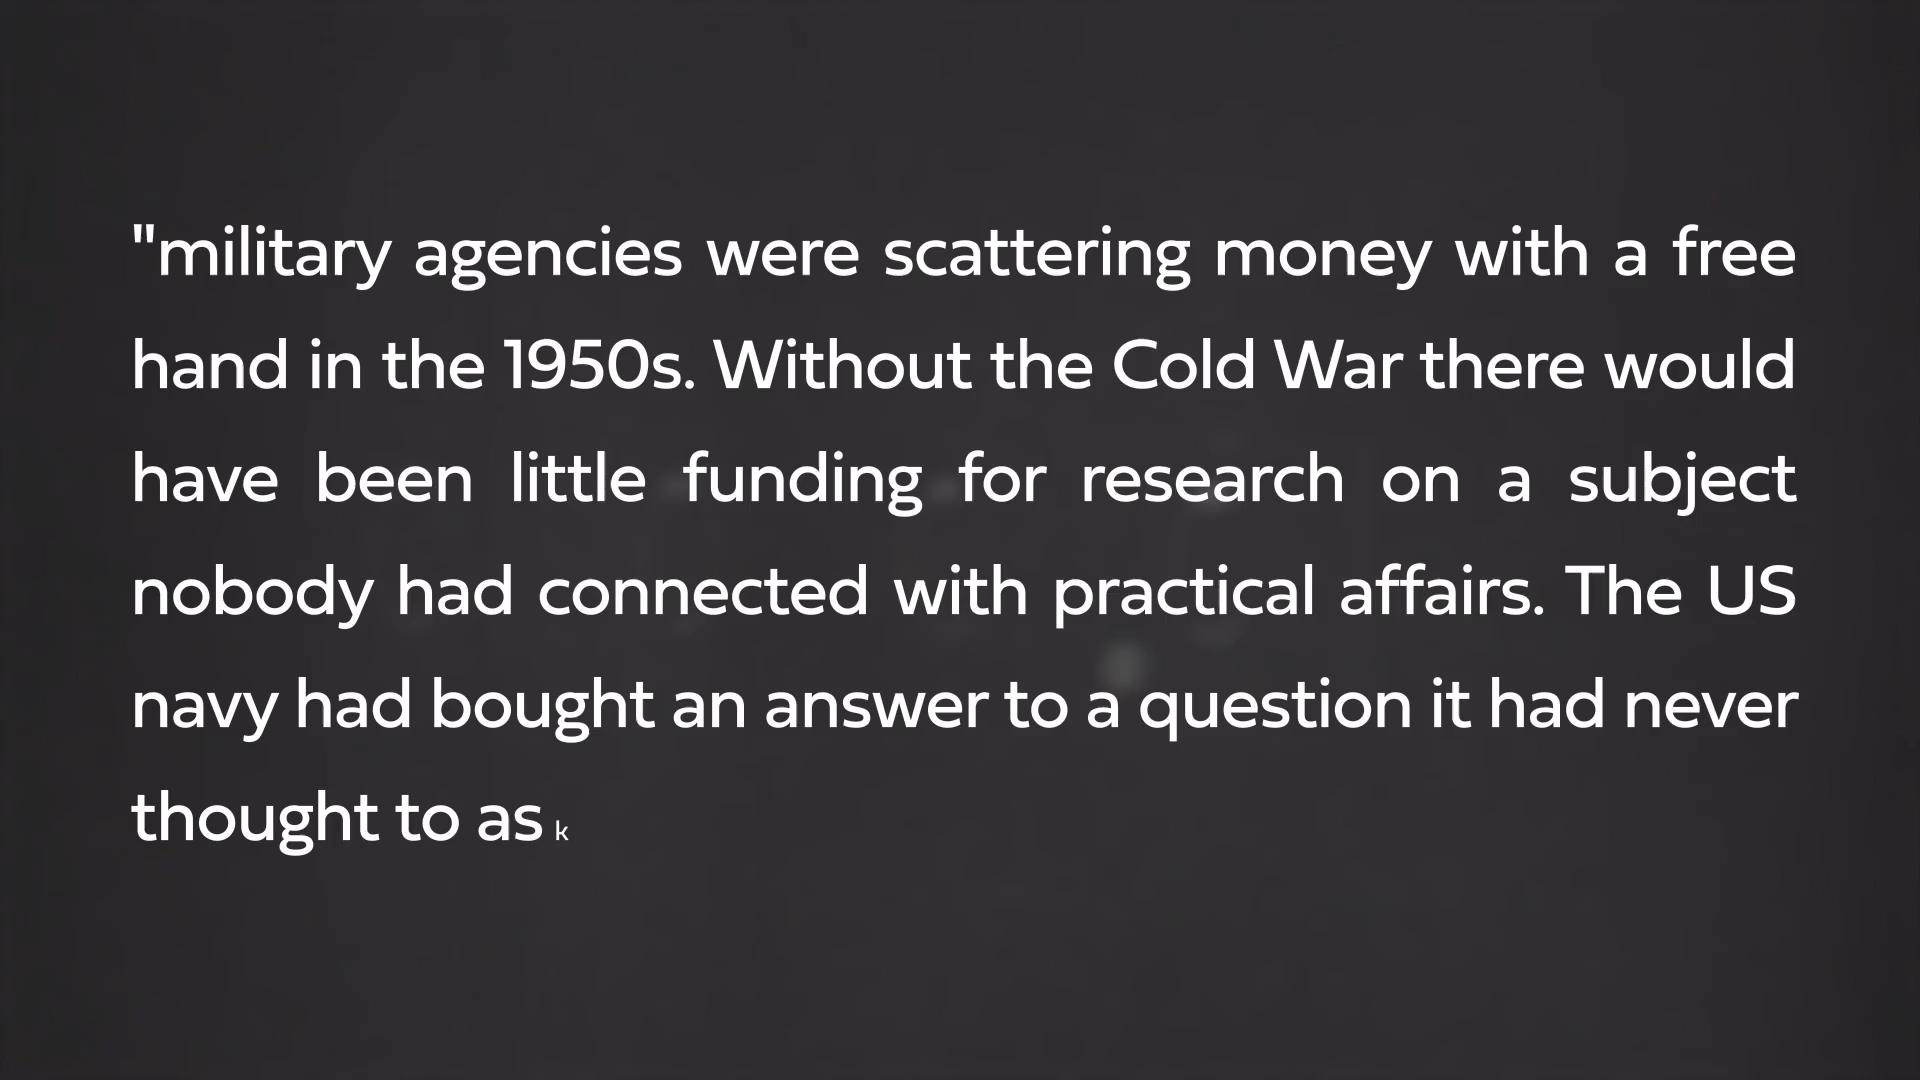 "military agencies were scattering money with a free
hand in the 1950s. Without the Cold War there would
have been little funding for research on a subject
nobody had connected with practical affairs. The US
navy had bought an answer to a question it had never
thought to ask